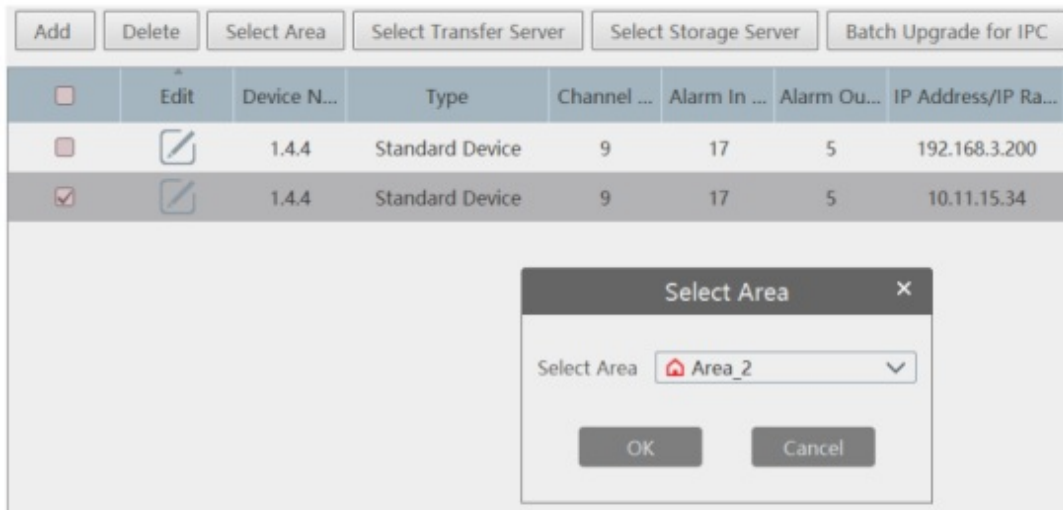 Add Delete Select Area Select Transfer Server Select Storage Server Batch Upgrade for IPC
Edit Device N... Type Channel ... Alarm In ... Alarm Ou... IP Address/IP Ra...
1.4.4 Standard Device 9 17 5 192.168.3.200
1.4.4 Standard Device 9 17 5 10.11.15.34
Select Area ×
Select Area Area_2
OK Cancel